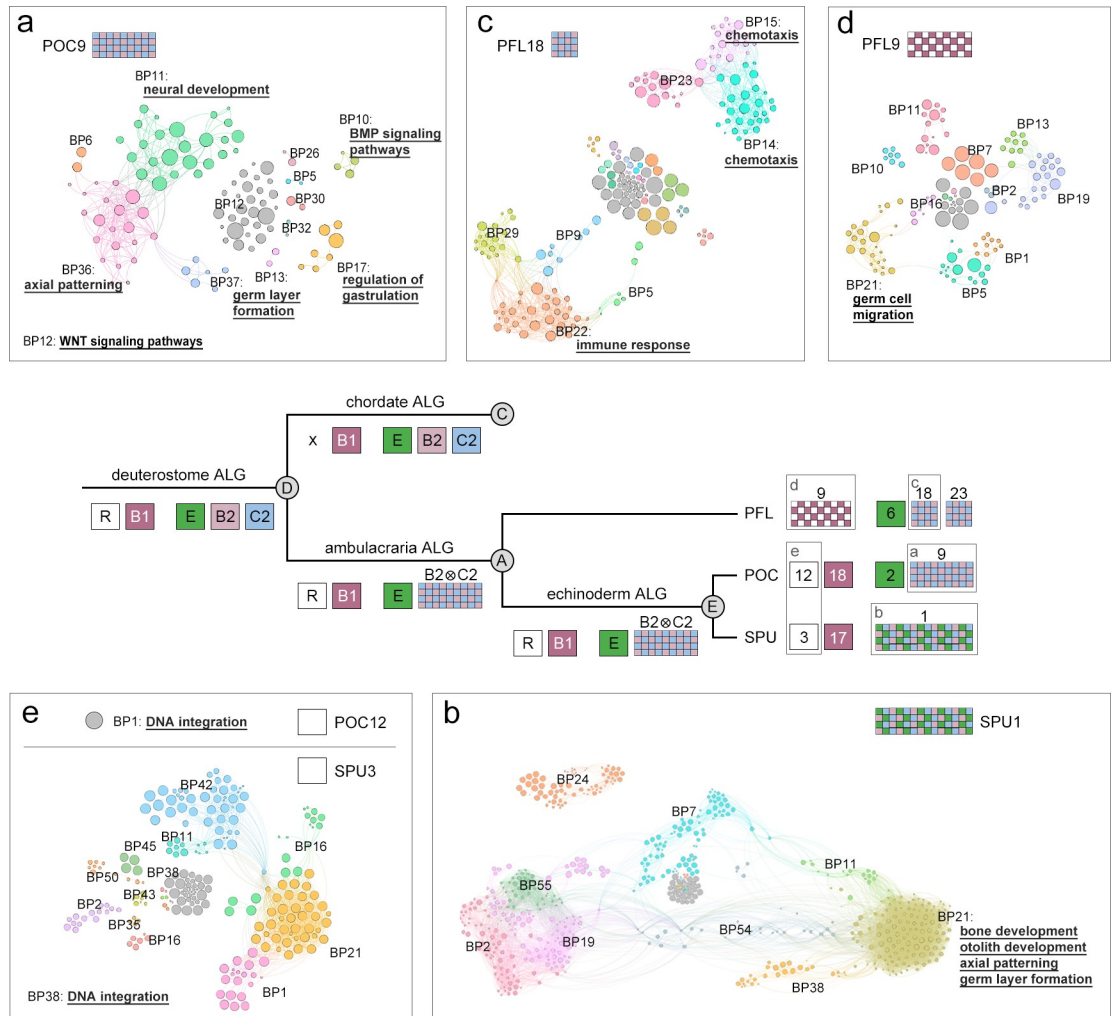 a
POC9
BP11:
neural development
BP6
BP10:
BMP signaling
pathways
BP26
BP5
BP12
BP30
BP32
BP36:
axial patterning
BP37
BP13:
germ layer
formation
BP17:
regulation of
gastrulation
BP12: WNT signaling pathways
c
PFL18
BP15:
chemotaxis
BP23
BP14:
chemotaxis
BP29
BP9
BP5
BP22:
immune response
d
PFL9
BP11
BP13
BP7
BP10
BP2
BP19
BP16
BP1
BP21:
germ cell
migration
BP5
chordate ALG
C
x B1 E B2 C2
deuterostome ALG
D
R B1 E B2 C2
ambulacraria ALG
A
B2⊗C2
R B1 E
echinoderm ALG
E
B2⊗C2
R B1 E
PFL
d
9
6
c
18
23
POC
e
12
18
2
a
9
SPU
3
17
b
1
e
BP1: DNA integration
POC12
SPU3
BP42
BP11
BP45
BP16
BP50
BP38
BP43
BP2
BP35
BP16
BP21
BP1
BP38: DNA integration
b
SPU1
BP24
BP7
BP11
BP55
BP21:
bone development
otolith development
axial patterning
germ layer formation
BP2
BP19
BP54
BP38